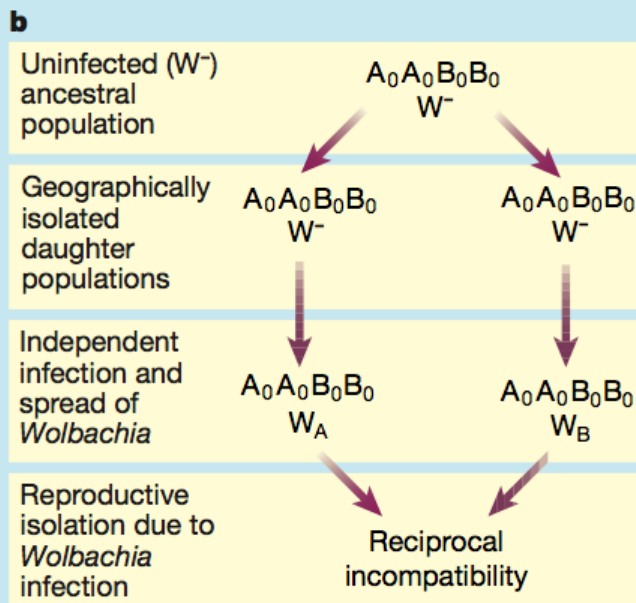 b
Uninfected (W⁻)
ancestral
population
A₀A₀B₀B₀
W⁻
Geographically
isolated
daughter
populations
A₀A₀B₀B₀
W⁻
A₀A₀B₀B₀
W⁻
Independent
infection and
spread of
Wolbachia
A₀A₀B₀B₀
W_A
A₀A₀B₀B₀
W_B
Reproductive
isolation due to
Wolbachia
infection
Reciprocal
incompatibility